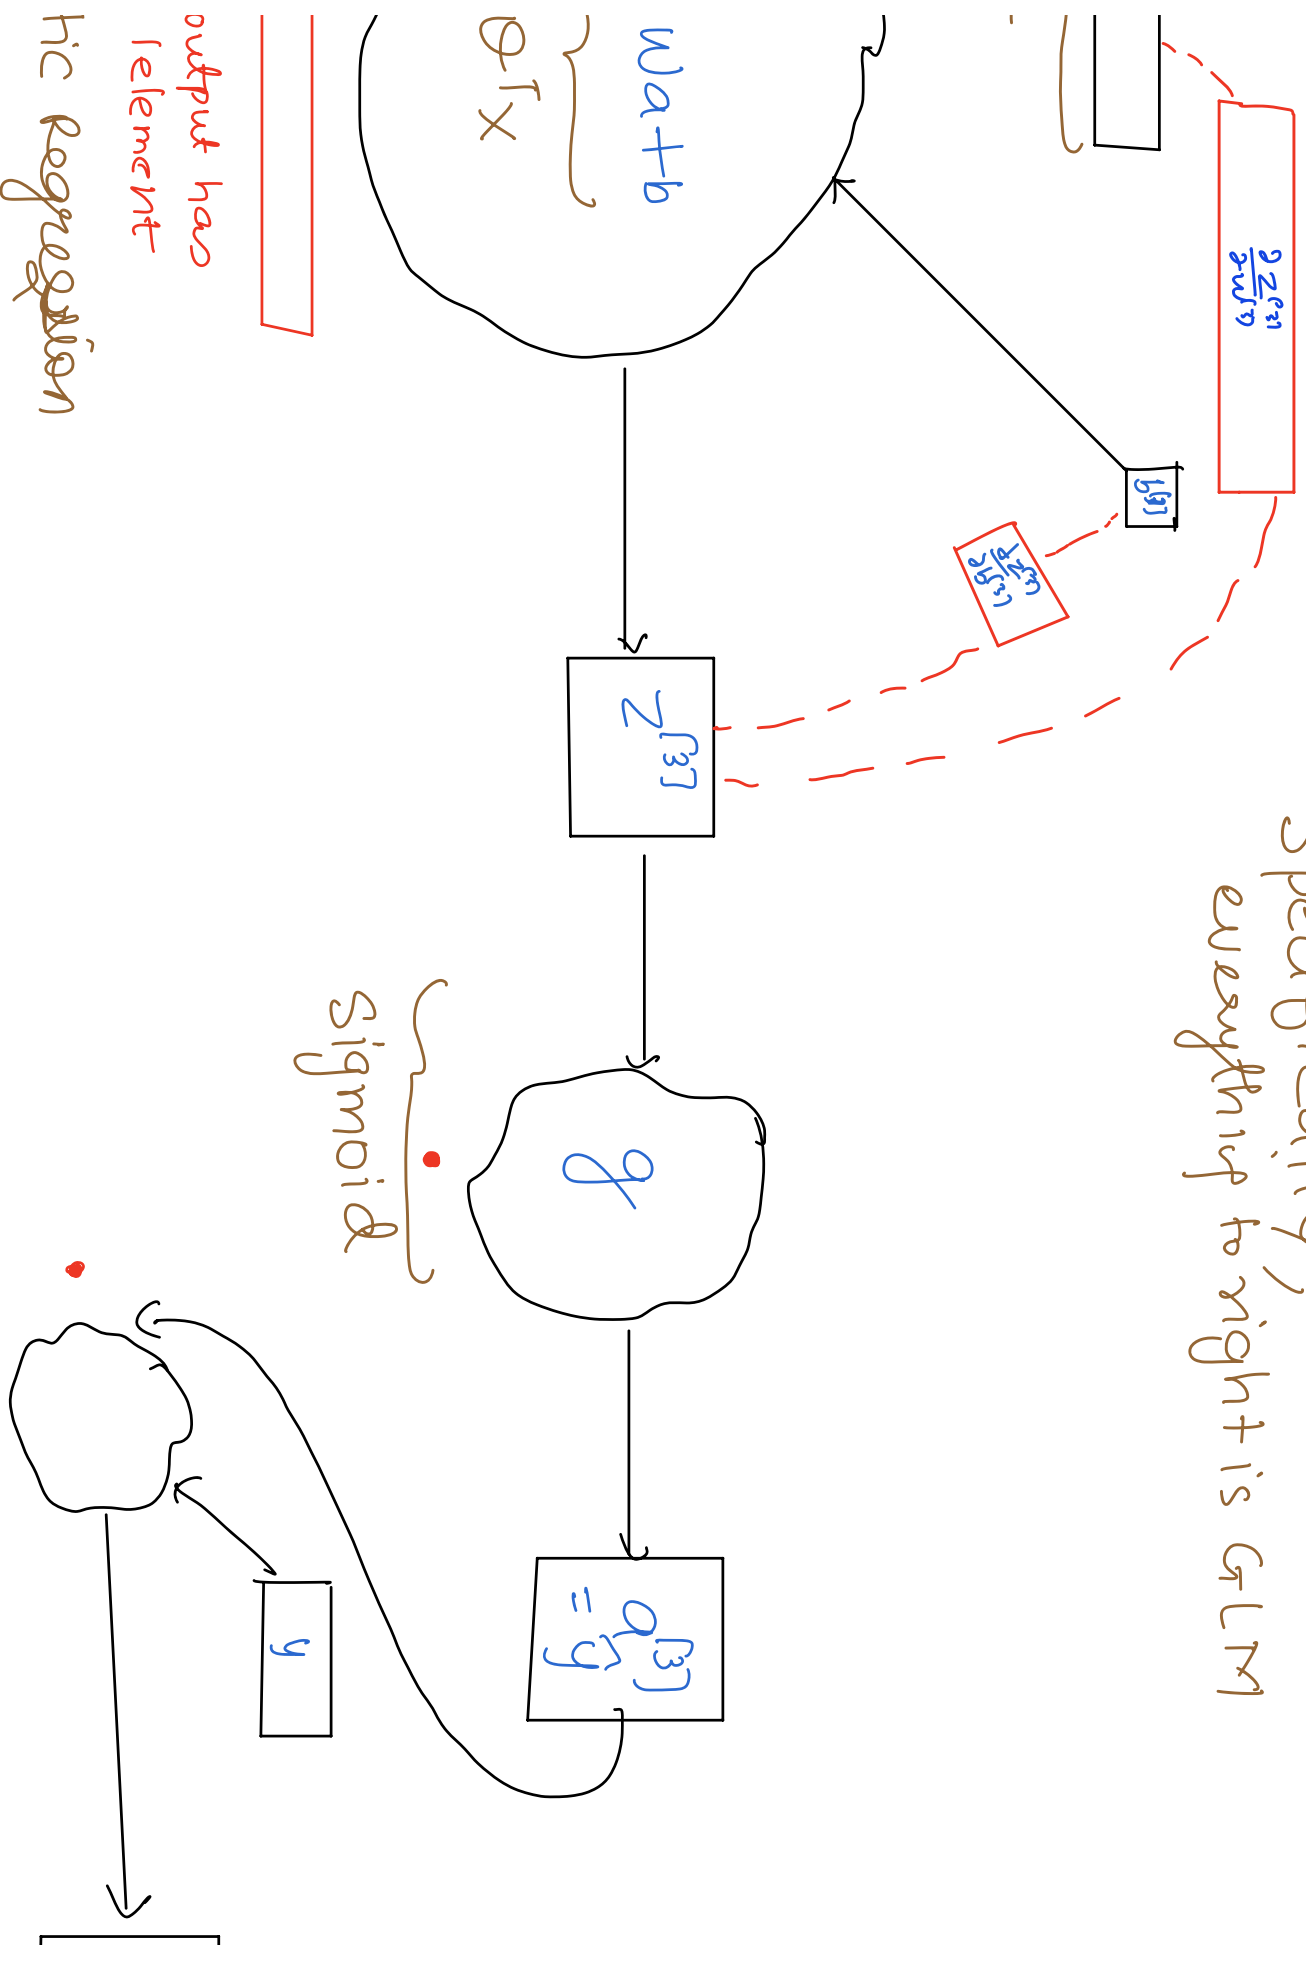 everything to right is GLM
∂Z^[3]
∂W^[3]
b^[3]
∂Z^[3]
∂b^[3]
Wa+b
θᵀx
Z^[3]
g
a^[3]
= ŷ
Sigmoid
y
output has
1 element
tic Regression